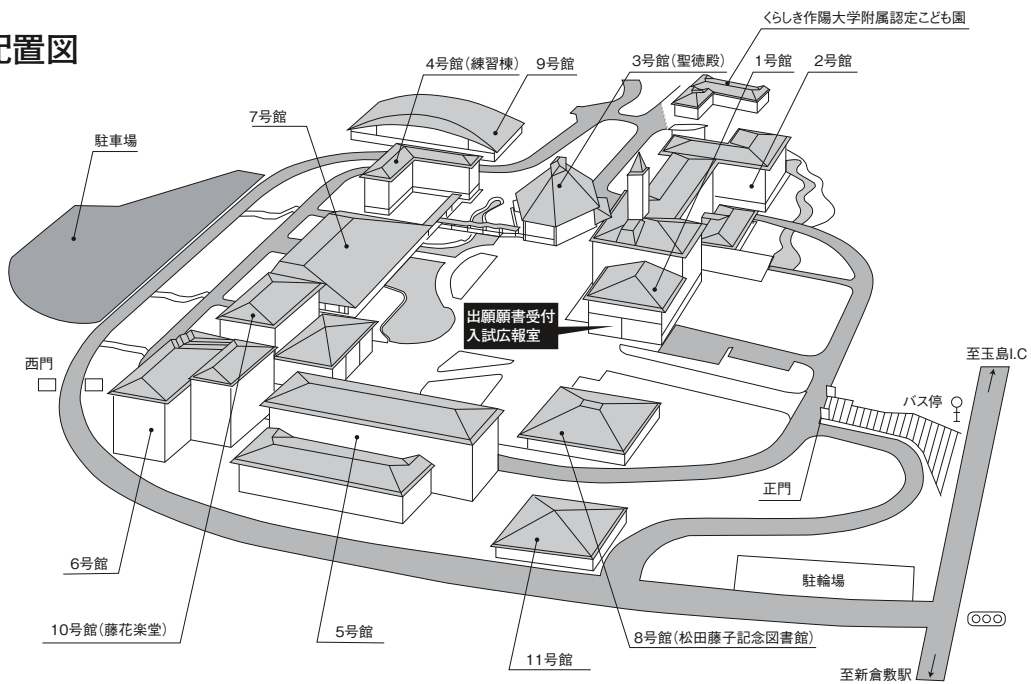 配置図
くらしき作陽大学附属認定こども園
4号館(練習棟)
9号館
3号館(聖徳殿)
1号館
2号館
7号館
駐車場
出願願書受付
入試広報室
至玉島I.C
西門
バス停
正門
6号館
駐輪場
10号館(藤花楽堂)
5号館
8号館(松田藤子記念図書館)
11号館
至新倉敷駅